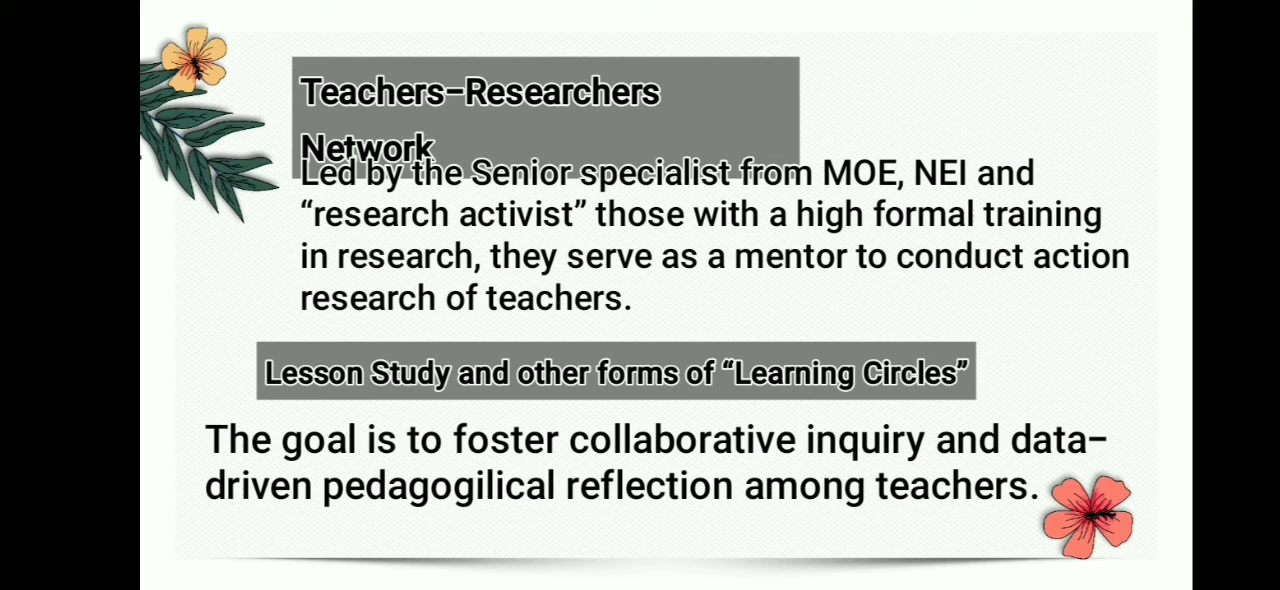 Teachers–Researchers
Network
Led by the Senior specialist from MOE, NEI and
“research activist” those with a high formal training
in research, they serve as a mentor to conduct action
research of teachers.
Lesson Study and other forms of “Learning Circles”
The goal is to foster collaborative inquiry and data–
driven pedagogilical reflection among teachers.